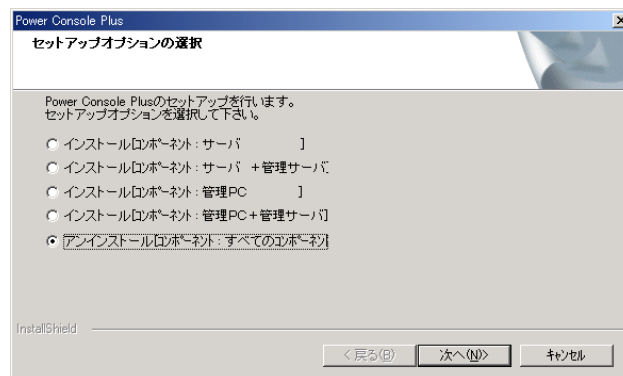 Power Console Plus
セットアップオプションの選択
Power Console Plusのセットアップを行います。
セットアップオプションを選択して下さい。
インストール[ｺﾝﾎﾟｰﾈﾝﾄ : サーバ ]
インストール[ｺﾝﾎﾟｰﾈﾝﾄ : サーバ +管理サーバ]
インストール[ｺﾝﾎﾟｰﾈﾝﾄ : 管理PC ]
インストール[ｺﾝﾎﾟｰﾈﾝﾄ : 管理PC+管理サーバ]
アンインストール[ｺﾝﾎﾟｰﾈﾝﾄ : すべてのｺﾝﾎﾟｰﾈﾝ
InstallShield
< 戻る(B) 次へ(N)> ｷｬﾝｾﾙ